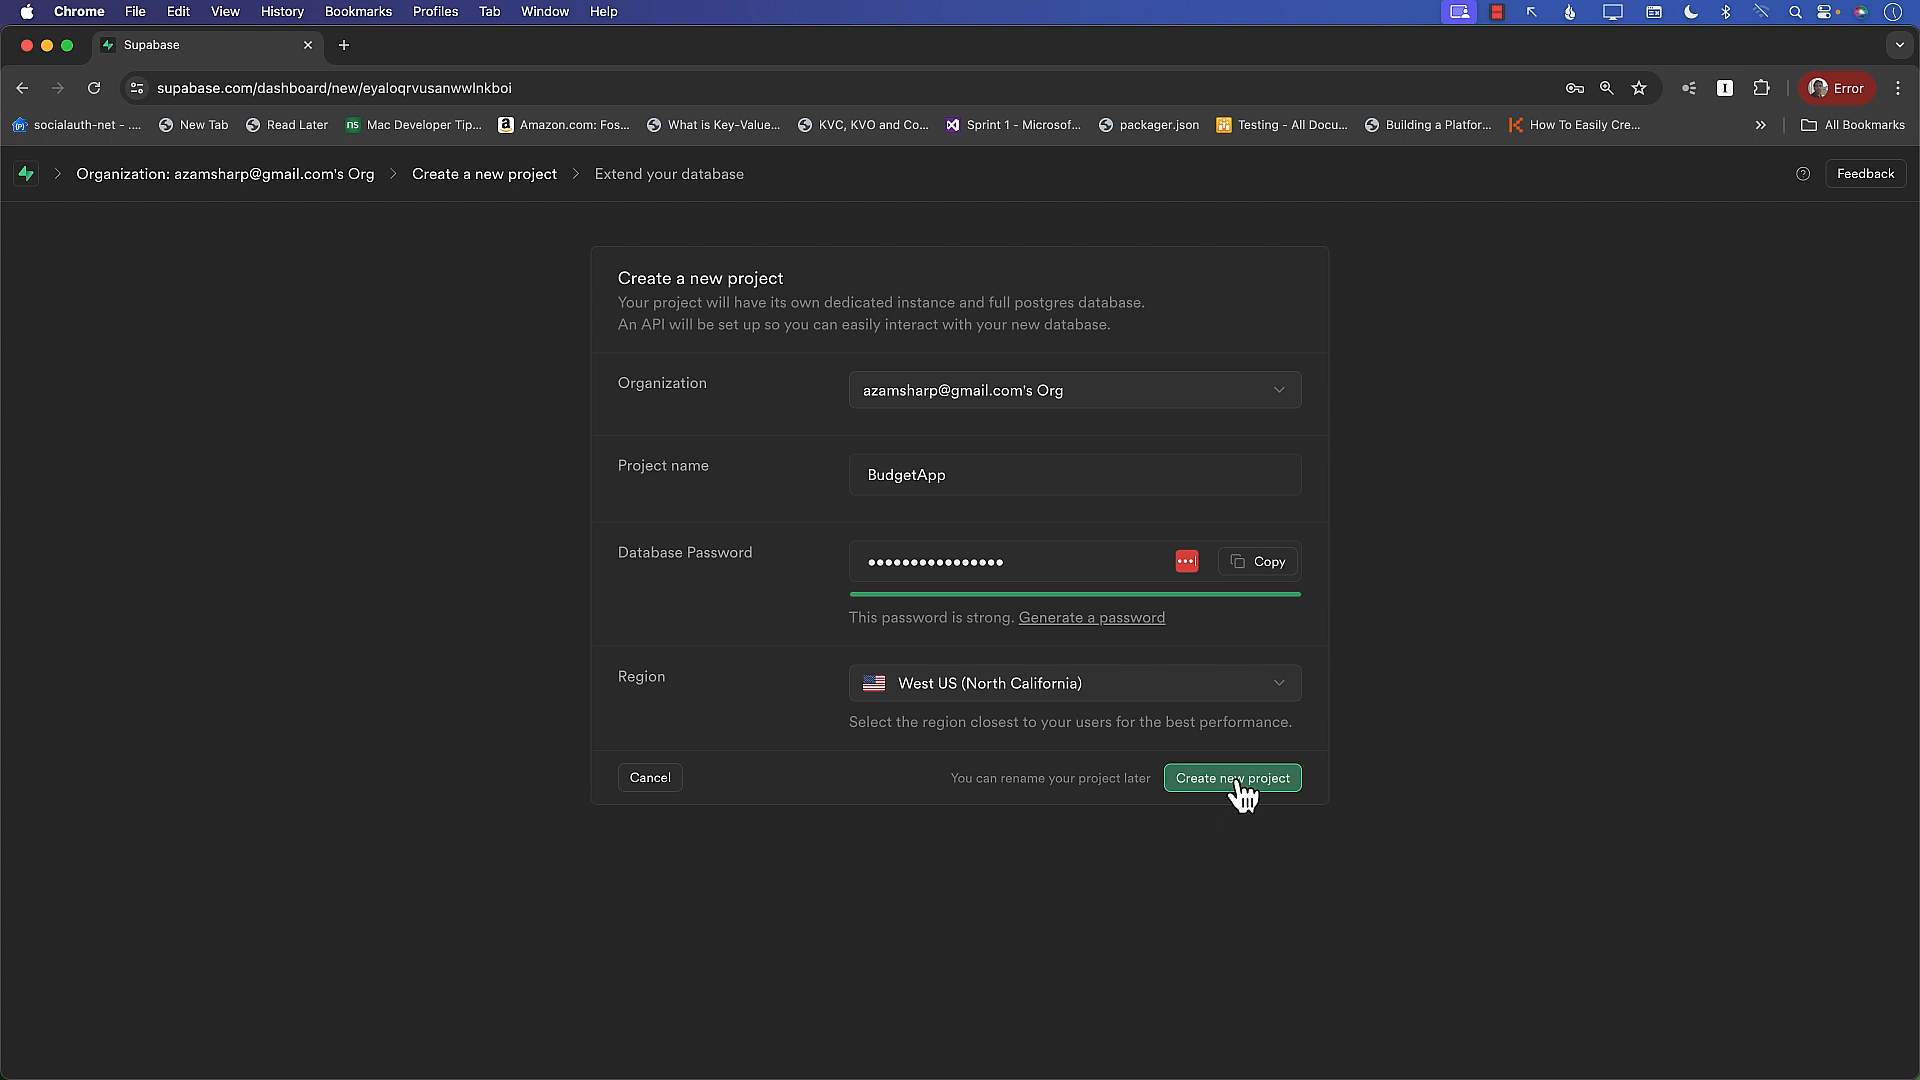 Chrome File Edit View History Bookmarks Profiles Tab Window Help
Supabase
supabase.com/dashboard/new/eyaloqrvusanwwlnkboi
Error
socialauth-net - .... New Tab Read Later ns Mac Developer Tip... Amazon.com: Fos... What is Key-Value... KVC, KVO and Co... Sprint 1 - Microsof... packager.json Testing - All Docu... Building a Platfor... How To Easily Cre... » All Bookmarks
Organization: azamsharp@gmail.com's Org > Create a new project > Extend your database
Feedback
Create a new project
Your project will have its own dedicated instance and full postgres database.
An API will be set up so you can easily interact with your new database.
Organization
azamsharp@gmail.com's Org
Project name
BudgetApp
Database Password
••••••••••••••••
Copy
This password is strong. Generate a password
Region
West US (North California)
Select the region closest to your users for the best performance.
Cancel
You can rename your project later
Create new project